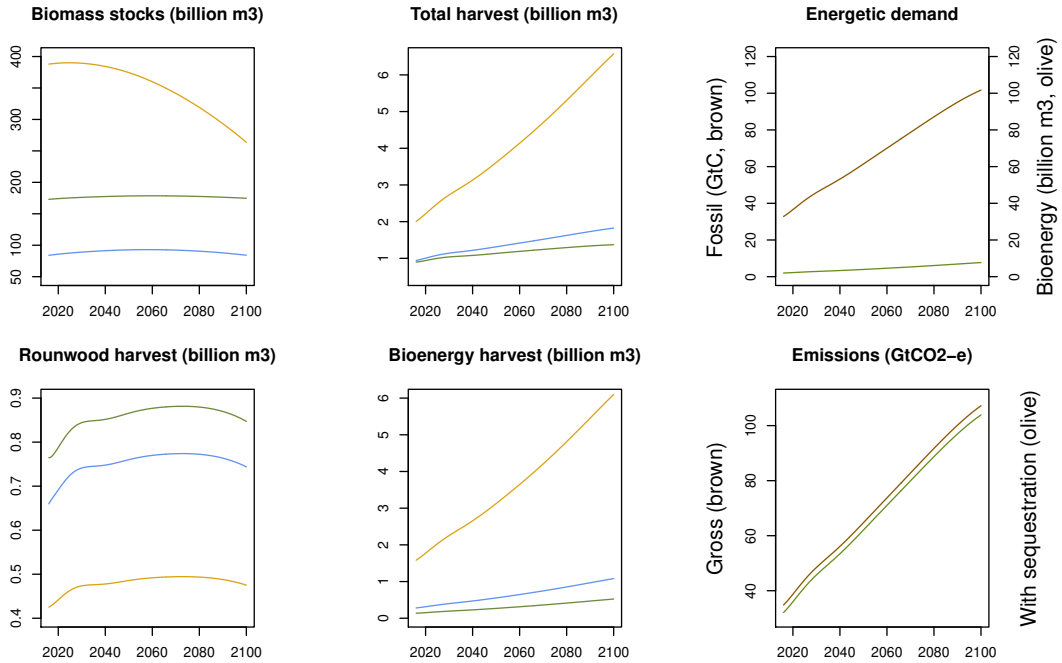 Biomass stocks (billion m3)
400
300
200
100
50
2020 2040 2060 2080 2100
Total harvest (billion m3)
6
5
4
3
2
1
2020 2040 2060 2080 2100
Energetic demand
Fossil (GtC, brown)
120
100
80
60
40
20
0
120
100
80
60
40
20
0
Bioenergy (billion m3, olive)
2020 2040 2060 2080 2100
Rounwood harvest (billion m3)
0.9
0.8
0.7
0.6
0.5
0.4
2020 2040 2060 2080 2100
Bioenergy harvest (billion m3)
6
5
4
3
2
1
0
2020 2040 2060 2080 2100
Emissions (GtCO2−e)
Gross (brown)
100
80
60
40
With sequestration (olive)
2020 2040 2060 2080 2100